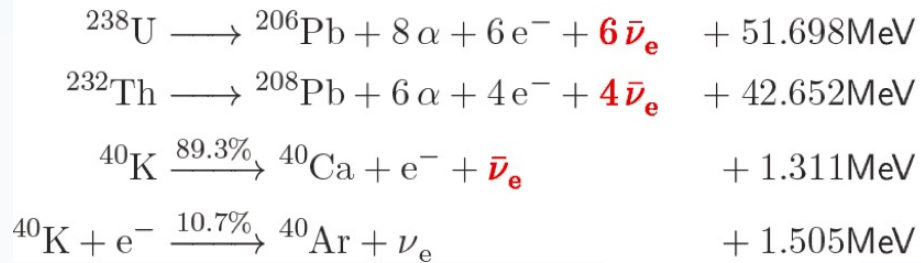 ²³⁸U ⟶ ²⁰⁶Pb + 8 α + 6 e⁻ + 6 ν̄ₑ + 51.698MeV
²³²Th ⟶ ²⁰⁸Pb + 6 α + 4 e⁻ + 4 ν̄ₑ + 42.652MeV
⁴⁰K 89.3%⟶ ⁴⁰Ca + e⁻ + ν̄ₑ + 1.311MeV
⁴⁰K + e⁻ 10.7%⟶ ⁴⁰Ar + νₑ + 1.505MeV